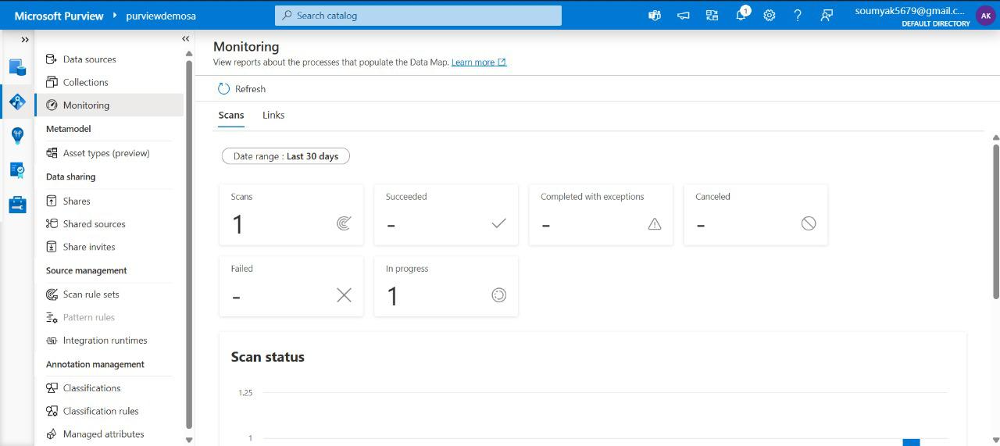 Microsoft Purview › purviewdemosa
Search catalog
1
soumyak5679@gmail.c...
DEFAULT DIRECTORY
AK
Data sources
Collections
Monitoring
Metamodel
Asset types (preview)
Data sharing
Shares
Shared sources
Share invites
Source management
Scan rule sets
Pattern rules
Integration runtimes
Annotation management
Classifications
Classification rules
Managed attributes
Monitoring
View reports about the processes that populate the Data Map. Learn more
Refresh
Scans Links
Date range : Last 30 days
Scans
1
Succeeded
-
Completed with exceptions
-
Canceled
-
Failed
-
In progress
1
Scan status
1.25
1